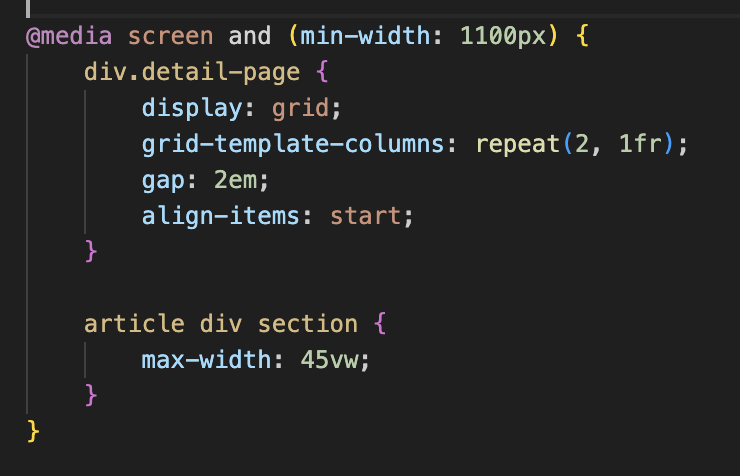 @media screen and (min-width: 1100px) {
    div.detail-page {
        display: grid;
        grid-template-columns: repeat(2, 1fr);
        gap: 2em;
        align-items: start;
    }

    article div section {
        max-width: 45vw;
    }
}